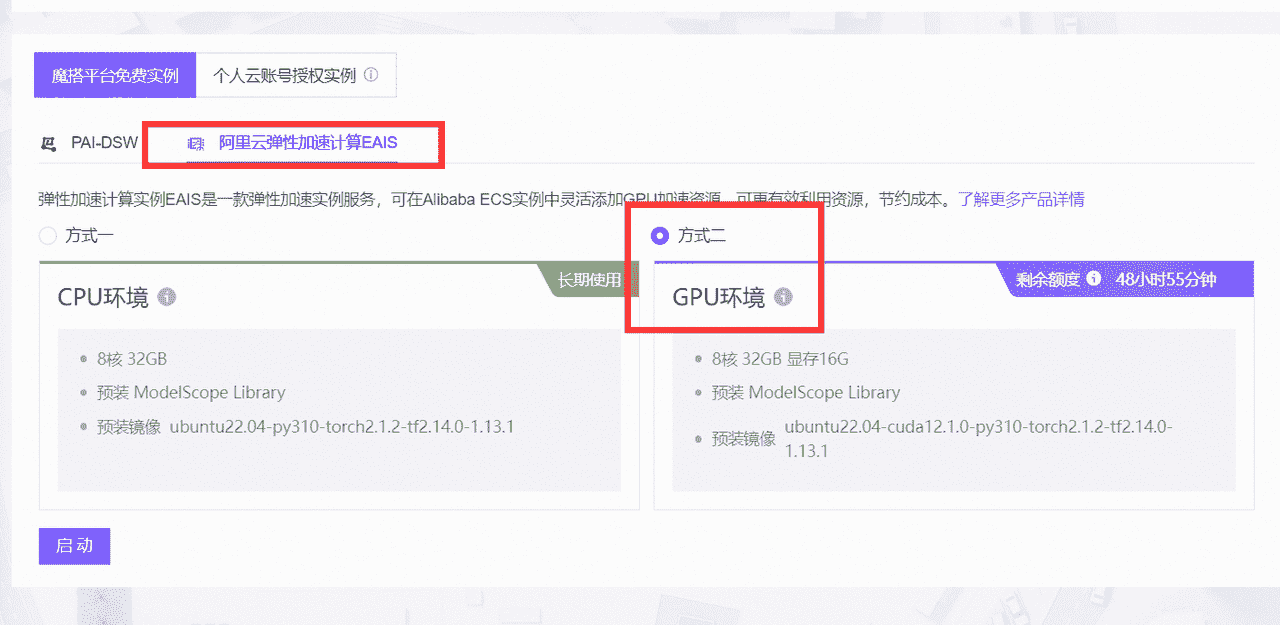 魔搭平台免费实例 个人云账号授权实例
PAI-DSW 阿里云弹性加速计算EAIS
弹性加速计算实例EAIS是一款弹性加速实例服务，可在Alibaba ECS实例中灵活添加GPU加速资源，可更有效利用资源，节约成本。了解更多产品详情
方式一
长期使用
CPU环境
8核 32GB
预装 ModelScope Library
预装镜像 ubuntu22.04-py310-torch2.1.2-tf2.14.0-1.13.1
方式二
剩余额度 48小时55分钟
GPU环境
8核 32GB 显存16G
预装 ModelScope Library
预装镜像 ubuntu22.04-cuda12.1.0-py310-torch2.1.2-tf2.14.0-
1.13.1
启动